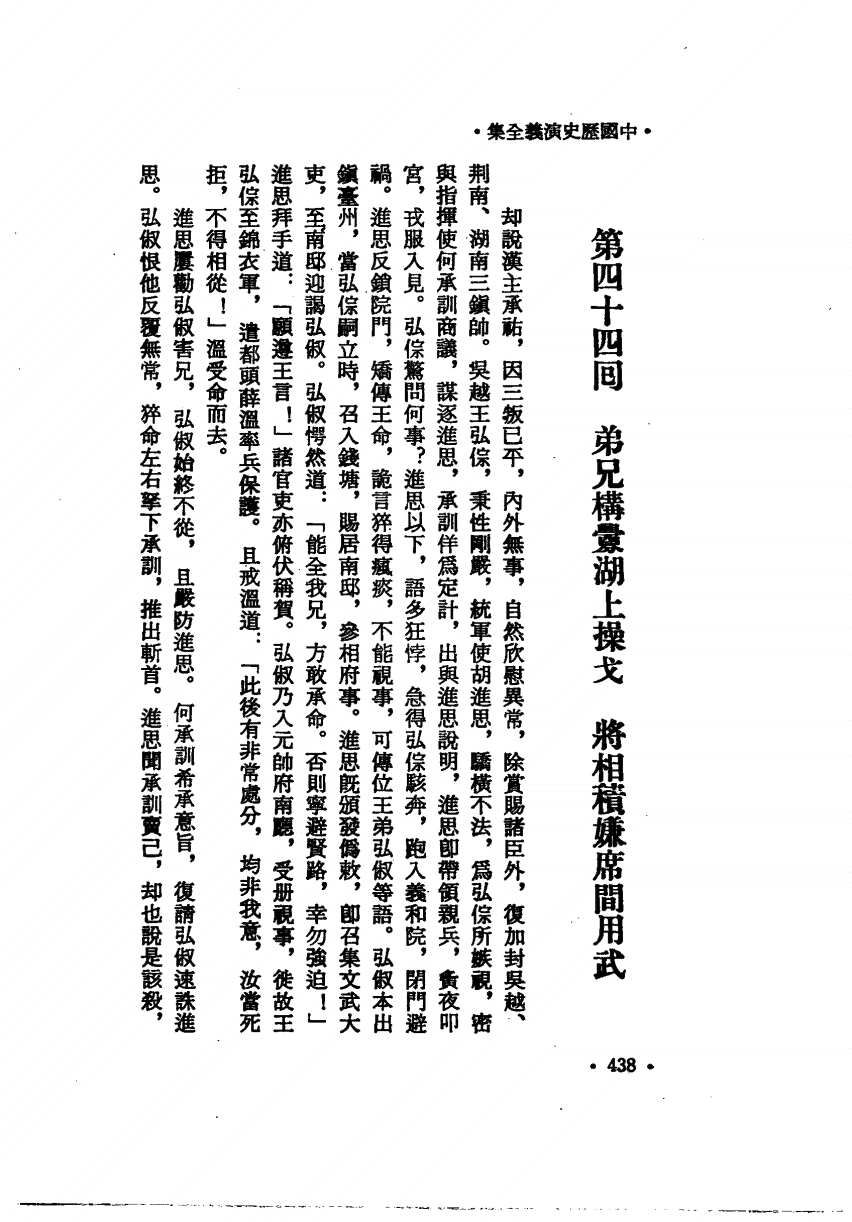 •中國歷史演義全集•
第四十四回　弟兄構釁湖上操戈　將相積嫌席間用武
却說漢主承祐，因三叛已平，內外無事，自然欣慰異常，除賞賜諸臣外，復加封吳越、
荆南、湖南三鎭帥。吳越王弘倧，秉性剛嚴，統軍使胡進思，驕橫不法，爲弘倧所嫉視，密
與指揮使何承訓商議，謀逐進思，承訓佯爲定計，出與進思說明，進思卽帶領親兵，夤夜叩
宮，戎服入見。弘倧驚問何事？進思以下，語多狂悖，急得弘倧駭奔，跑入義和院，閉門避
禍。進思反鎖院門，矯傳王命，詭言猝得瘋痰，不能視事，可傳位王弟弘俶等語。弘俶本出
鎭臺州，當弘倧嗣立時，召入錢塘，賜居南邸，參相府事。進思旣頒發僞敕，卽召集文武大
吏，至南邸迎謁弘俶。弘俶愕然道：「能全我兄，方敢承命。否則寧避賢路，幸勿強迫！」
進思拜手道：「願遵王言！」諸官吏亦俯伏稱賀。弘俶乃入元帥府南廳，受册視事，徙故王
弘倧至錦衣軍，遣都頭薛溫率兵保護。且戒溫道：「此後有非常處分，均非我意，汝當死
拒，不得相從！」溫受命而去。
進思屢勸弘俶害兄，弘俶始終不從，且嚴防進思。何承訓希承意旨，復請弘俶速誅進
思。弘俶恨他反覆無常，猝命左右拏下承訓，推出斬首。進思聞承訓賣己，却也說是該殺，
•438•